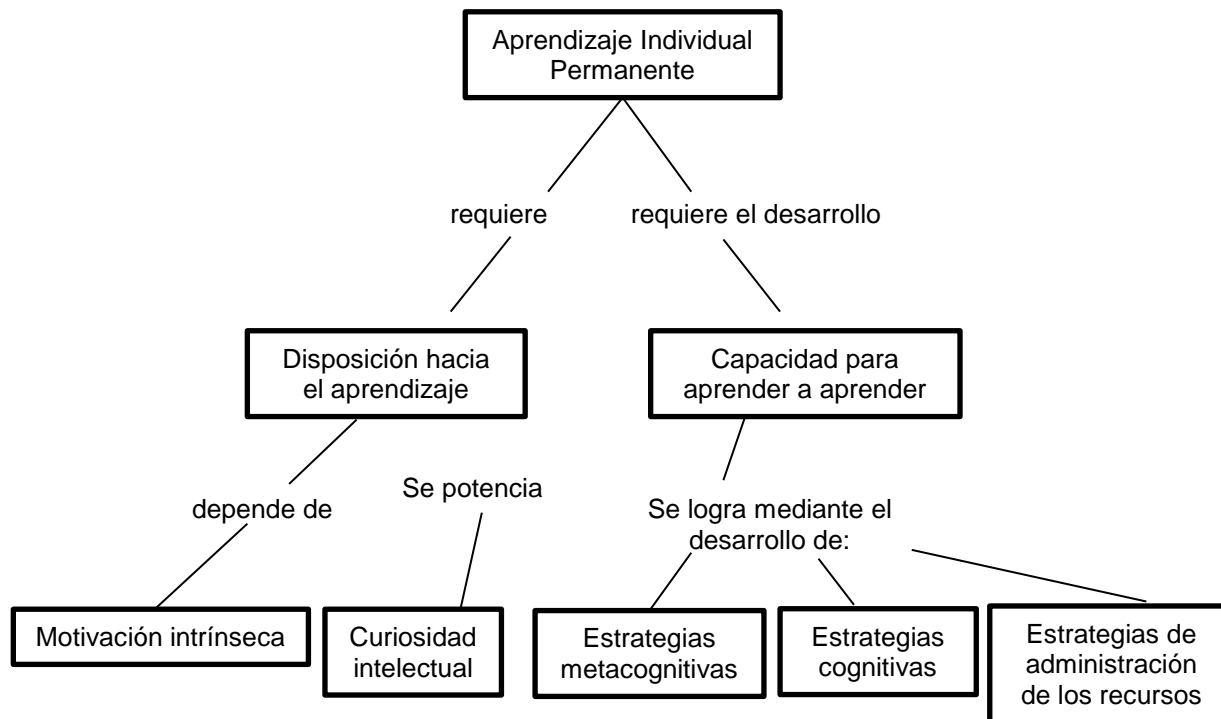 Aprendizaje Individual
Permanente
requiere
requiere el desarrollo
Disposición hacia
el aprendizaje
Capacidad para
aprender a aprender
depende de
Se potencia
Se logra mediante el
desarrollo de:
Motivación intrínseca
Curiosidad
intelectual
Estrategias
metacognitivas
Estrategias
cognitivas
Estrategias de
administración
de los recursos